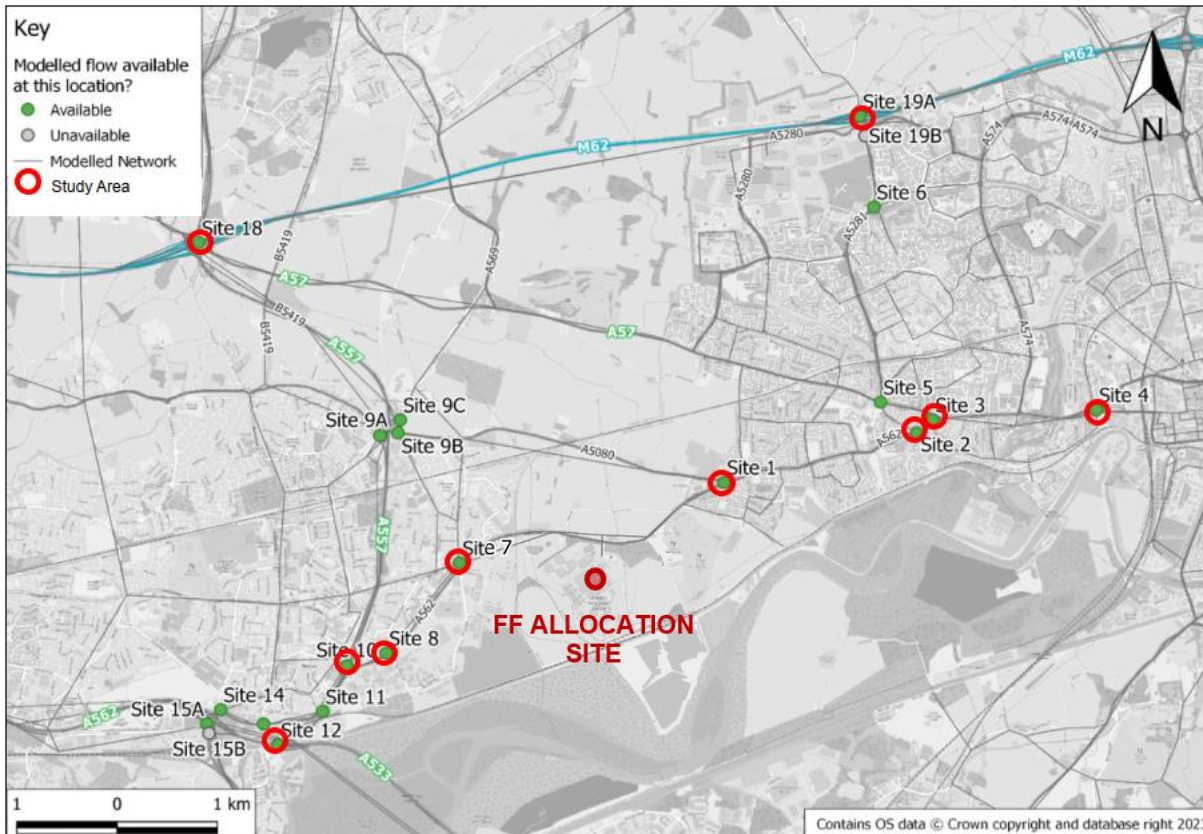 Key
Modelled flow available
at this location?
Available
Unavailable
Modelled Network
Study Area
M62
Site 19A
A5280
Site 19B
A574
A574
A574
M62
N
M62
A5280
Site 6
A5281
Site 18
B5419
A569
A57
B5419
A557
B5419
A57
A574
Site 5
Site 3
Site 4
Site 9C
Site 9A
Site 9B
A562
Site 2
A5080
Site 1
A557
Site 7
A562
FF ALLOCATION
SITE
Site 10
Site 8
Site 14
Site 11
A562
Site 15A
Site 12
Site 15B
A533
1 0 1 km
Contains OS data © Crown copyright and database right 202